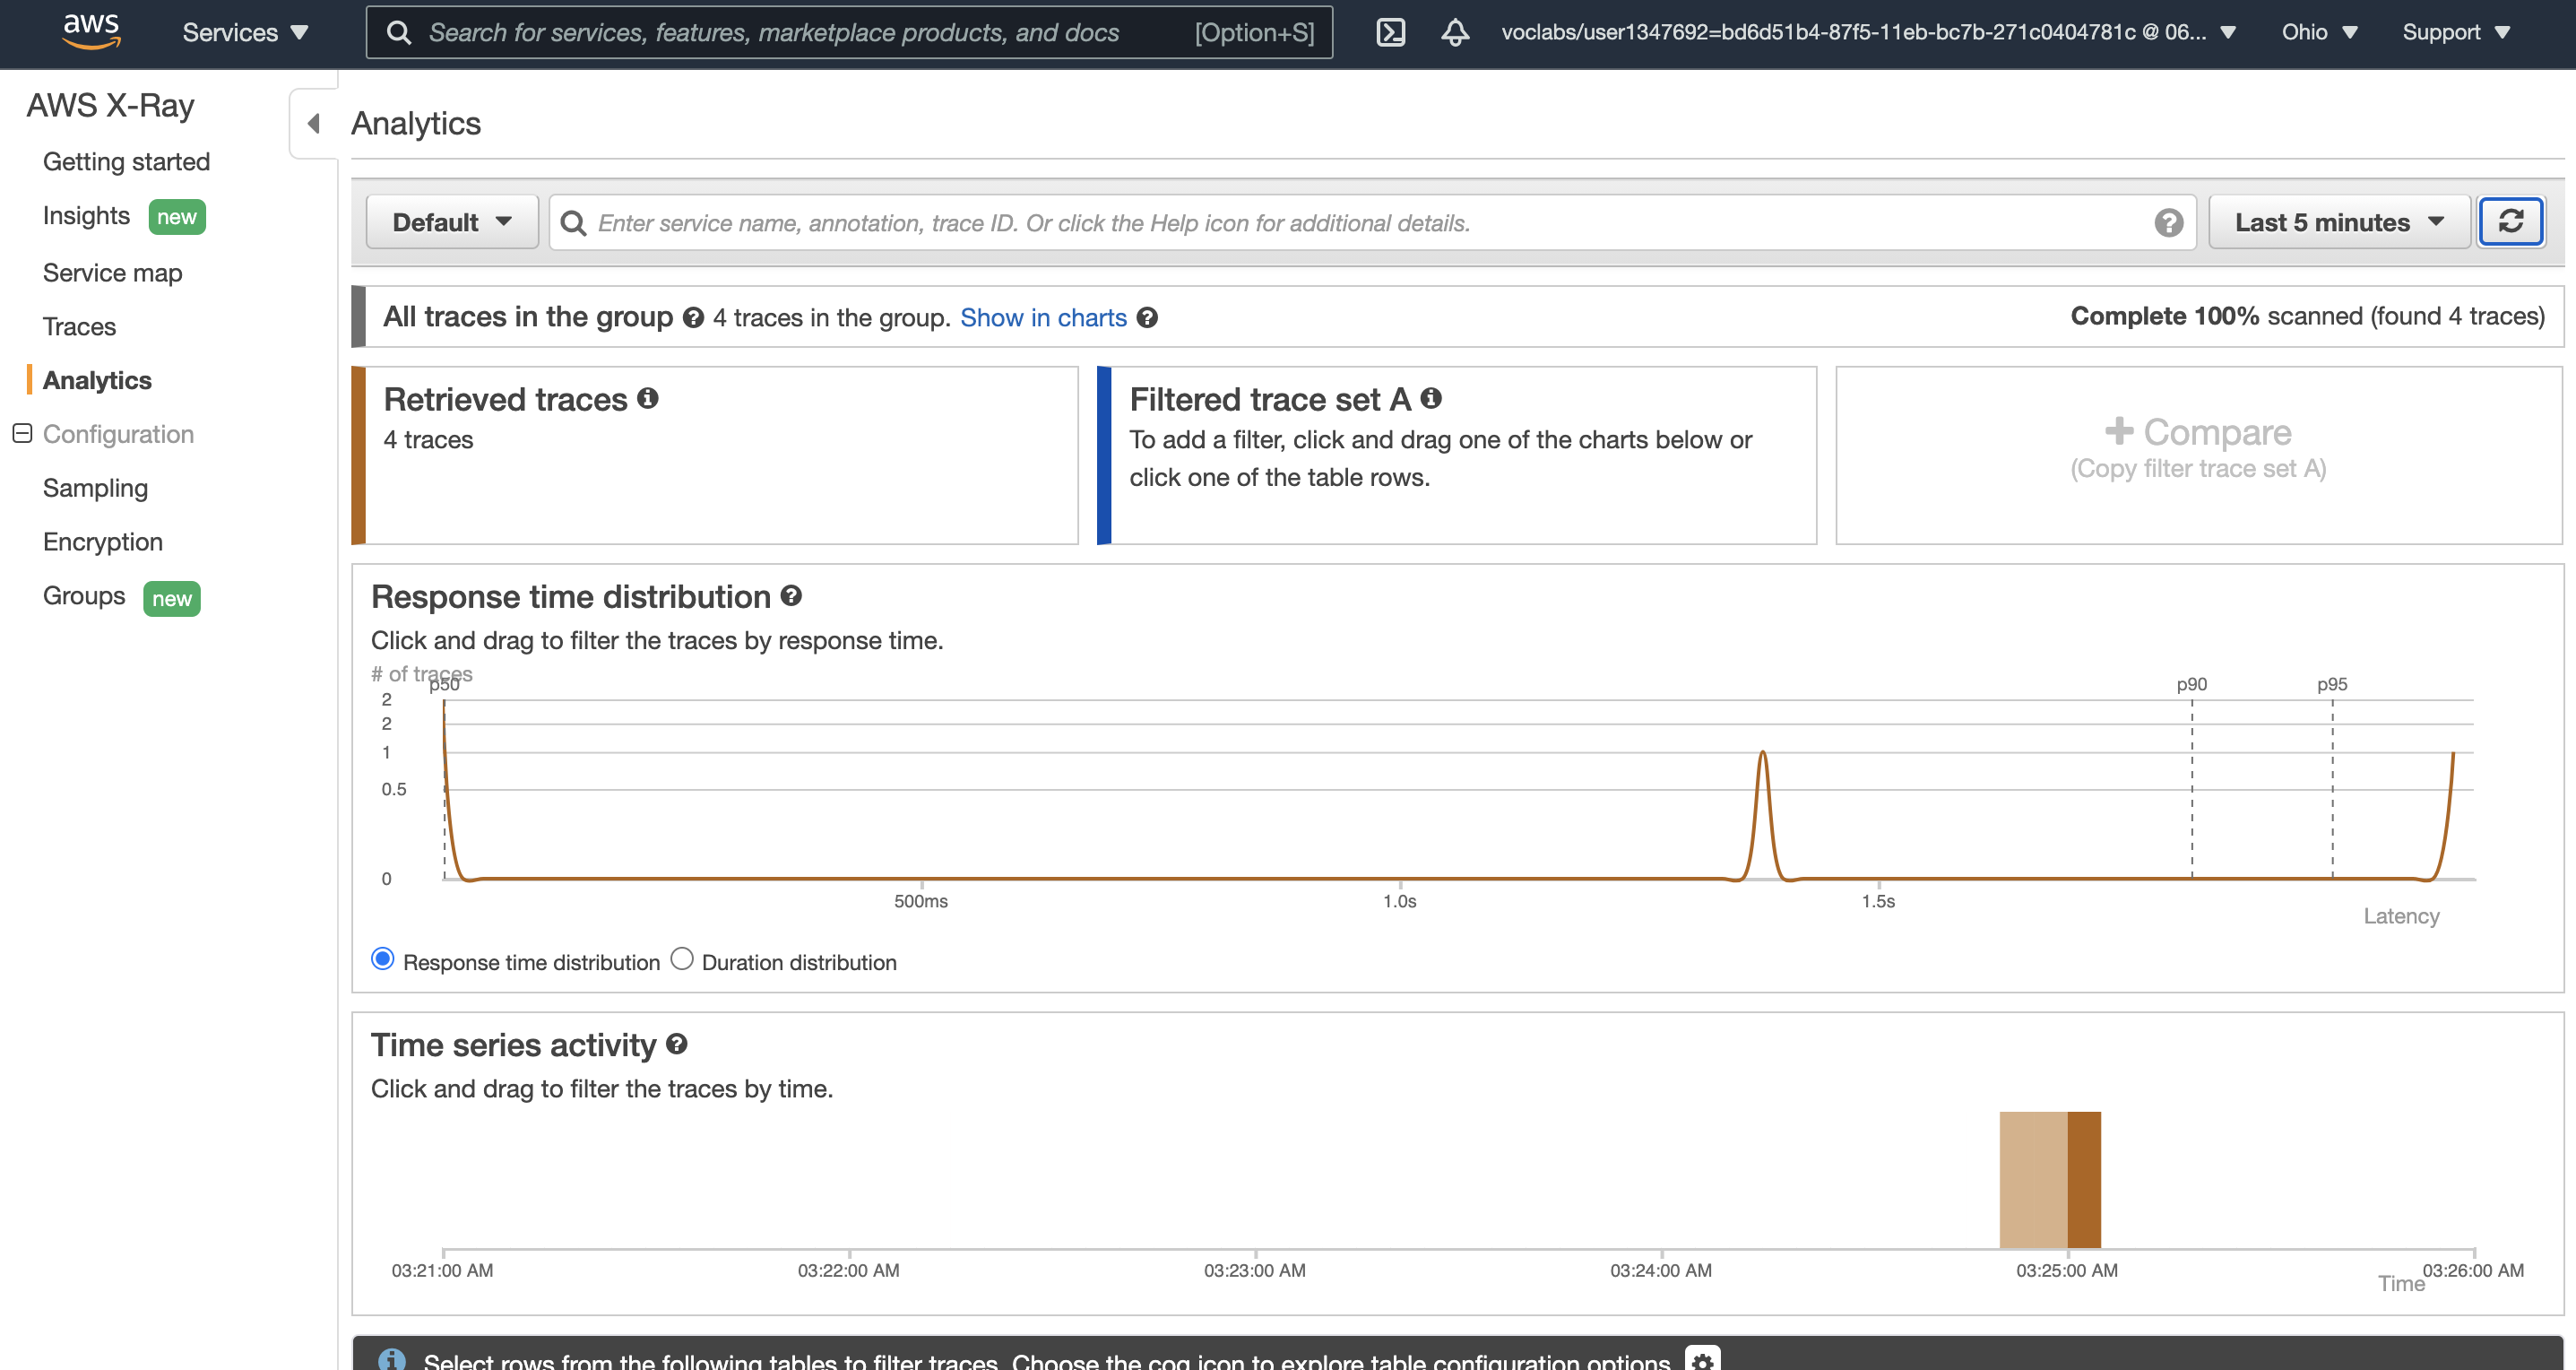 aws Services Search for services, features, marketplace products, and docs [Option+S] voclabs/user1347692=bd6d51b4-87f5-11eb-bc7b-271c0404781c @ 06... Ohio Support
AWS X-Ray
Getting started
Insights new
Service map
Traces
Analytics
Configuration
Sampling
Encryption
Groups new
Analytics
Default Enter service name, annotation, trace ID. Or click the Help icon for additional details. Last 5 minutes
All traces in the group 4 traces in the group. Show in charts Complete 100% scanned (found 4 traces)
Retrieved traces
4 traces
Filtered trace set A
To add a filter, click and drag one of the charts below or
click one of the table rows.
Compare
(Copy filter trace set A)
Response time distribution
Click and drag to filter the traces by response time.
# of traces
p50 p90 p95
2
2
1
0.5
0
500ms 1.0s 1.5s
Latency
Response time distribution Duration distribution
Time series activity
Click and drag to filter the traces by time.
03:21:00 AM 03:22:00 AM 03:23:00 AM 03:24:00 AM 03:25:00 AM 03:26:00 AM
Time
Select rows from the following tables to filter traces. Choose the cog icon to explore table configuration options